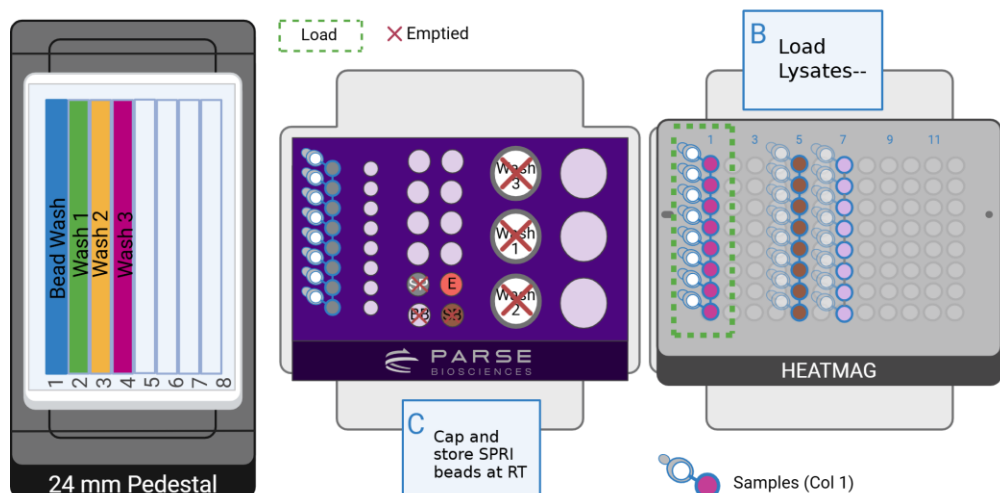 Load
Emptied
B
Load
Lysates--
Bead Wash
Wash 1
Wash 2
Wash 3
1
2
3
4
5
6
7
8
24 mm Pedestal
Wash
3
Wash
1
Wash
2
E
BB
SB
PARSE
BIOSCIENCES
C
Cap and
store SPRI
beads at RT
1
3
5
7
9
11
HEATMAG
Samples (Col 1)